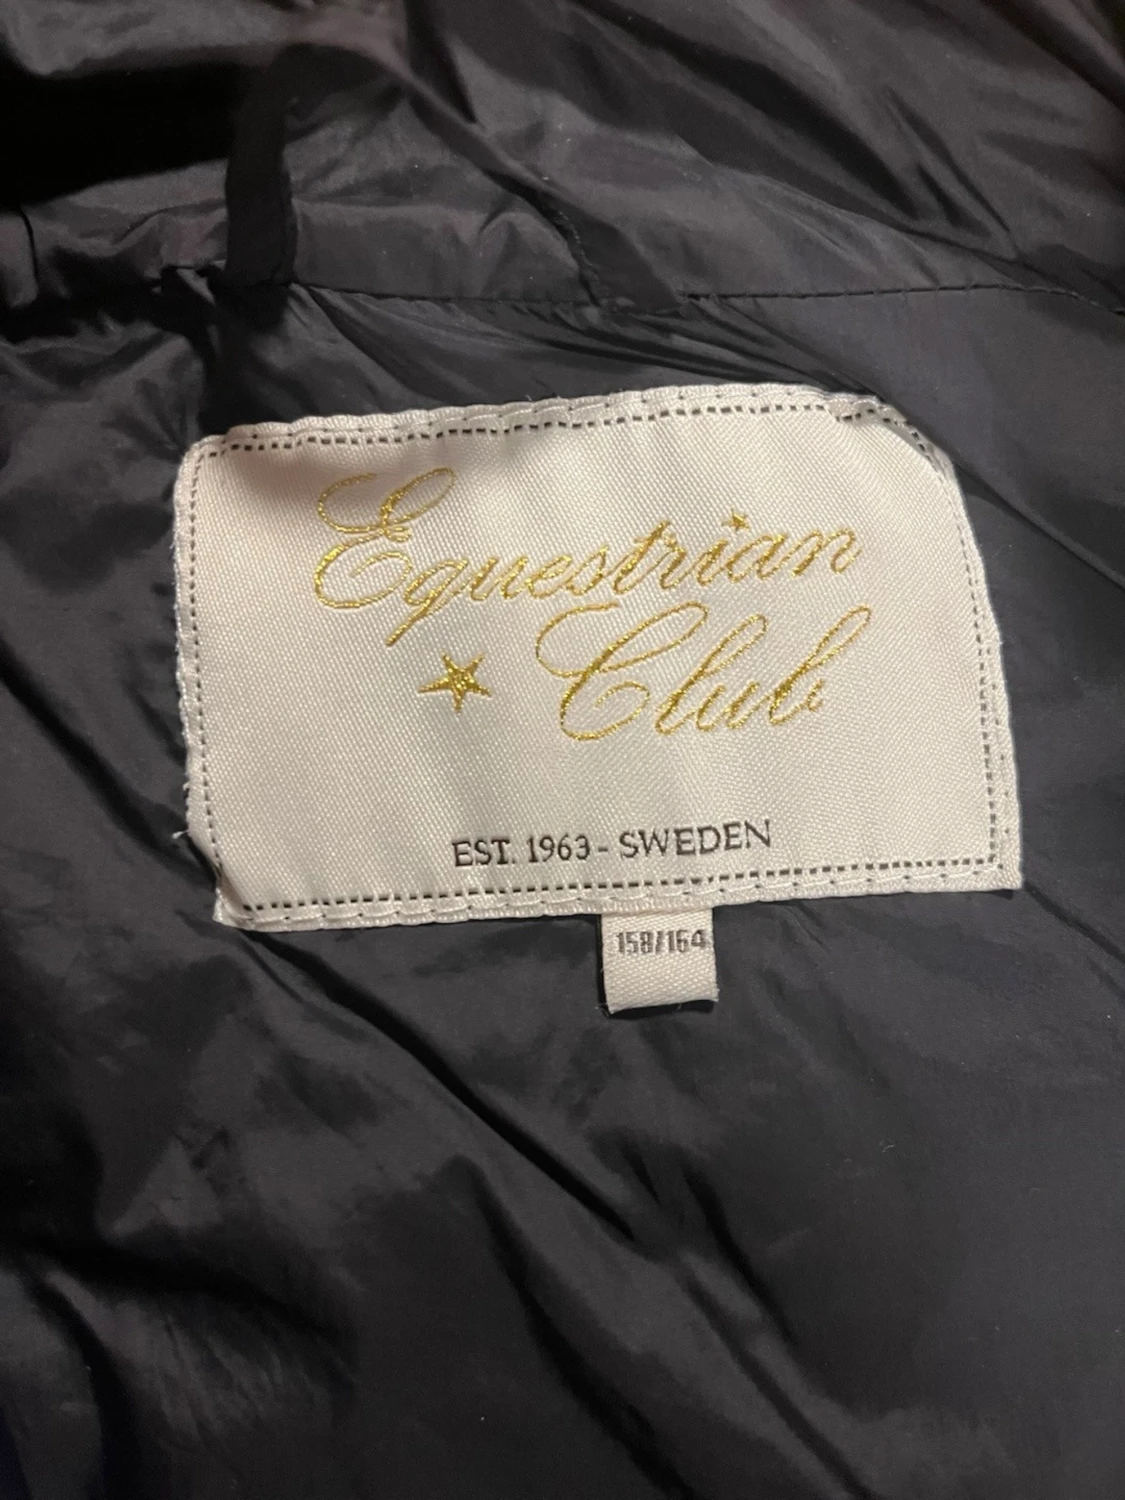 Equestrian
Club
EST. 1963 - SWEDEN
158/164